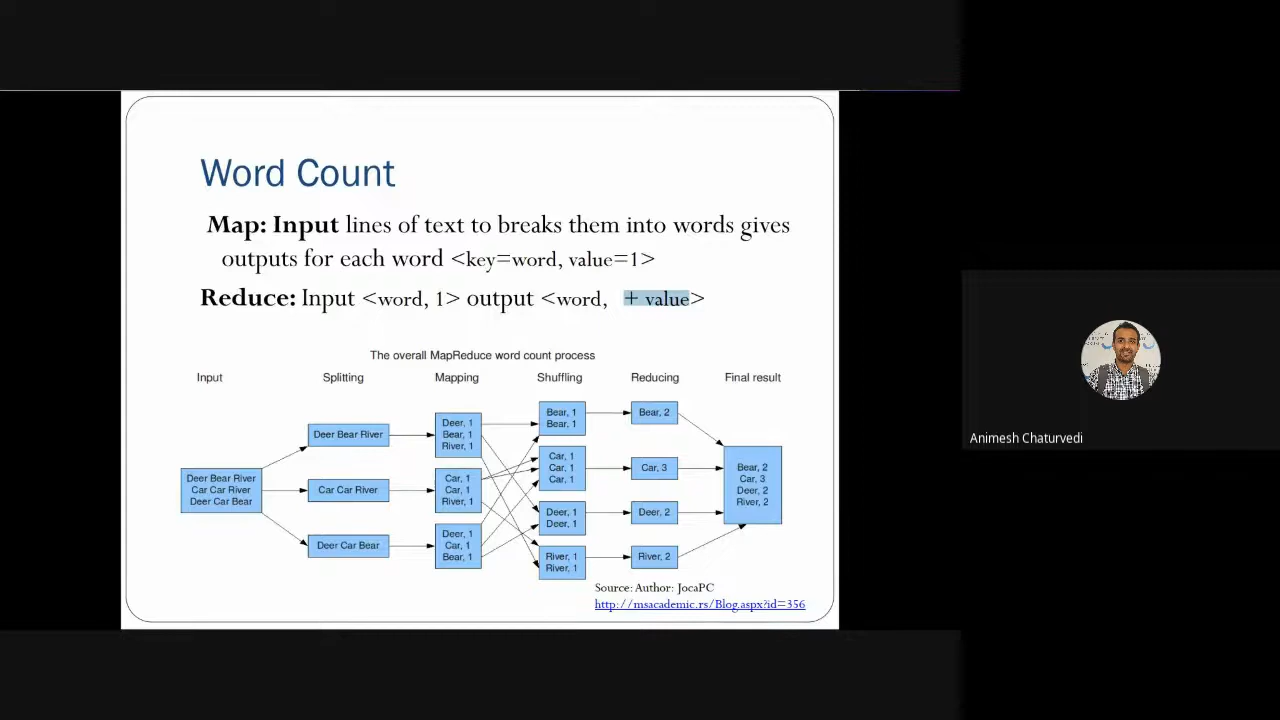 Word Count
Map: Input lines of text to breaks them into words gives
outputs for each word <key=word, value=1>
Reduce: Input <word, 1> output <word, + value>
The overall MapReduce word count process
Input Splitting Mapping Shuffling Reducing Final result
Deer Bear River
Car Car River
Deer Car Bear
Deer Bear River
Car Car River
Deer Car Bear
Deer, 1
Bear, 1
River, 1
Car, 1
Car, 1
River, 1
Deer, 1
Car, 1
Bear, 1
Bear, 1
Bear, 1
Car, 1
Car, 1
Car, 1
Deer, 1
Deer, 1
River, 1
River, 1
Bear, 2
Car, 3
Deer, 2
River, 2
Bear, 2
Car, 3
Deer, 2
River, 2
Source: Author: JocaPC
http://msacademic.rs/Blog.aspx?id=356
Animesh Chaturvedi